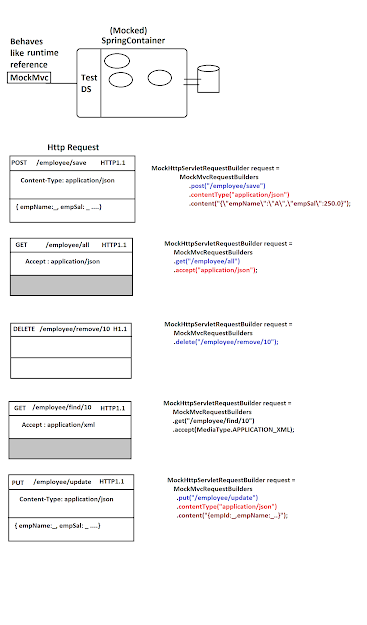 (Mocked)
SpringContainer
Behaves
like runtime
reference
MockMvc
Test
DS
Http Request
POST /employee/save HTTP1.1
Content-Type: application/json
{ empName:_, empSal: _ ....}
MockHttpServletRequestBuilder request =
MockMvcRequestBuilders
.post("/employee/save")
.contentType("application/json")
.content("{\"empName\":\"A\",\"empSal\":250.0}");
GET /employee/all HTTP1.1
Accept : application/json
MockHttpServletRequestBuilder request =
MockMvcRequestBuilders
.get("/employee/all")
.accept("application/json");
DELETE /employee/remove/10 H1.1
MockHttpServletRequestBuilder request =
MockMvcRequestBuilders
.delete("/employee/remove/10");
GET /employee/find/10 HTTP1.1
Accept : application/xml
MockHttpServletRequestBuilder request =
MockMvcRequestBuilders
.get("/employee/find/10")
.accept(MediaType.APPLICATION_XML);
PUT /employee/update HTTP1.1
Content-Type: application/json
{ empName:_, empSal: _ ....}
MockHttpServletRequestBuilder request =
MockMvcRequestBuilders
.put("/employee/update")
.contentType("application/json")
.content("{empId:_,empName:_,..}");